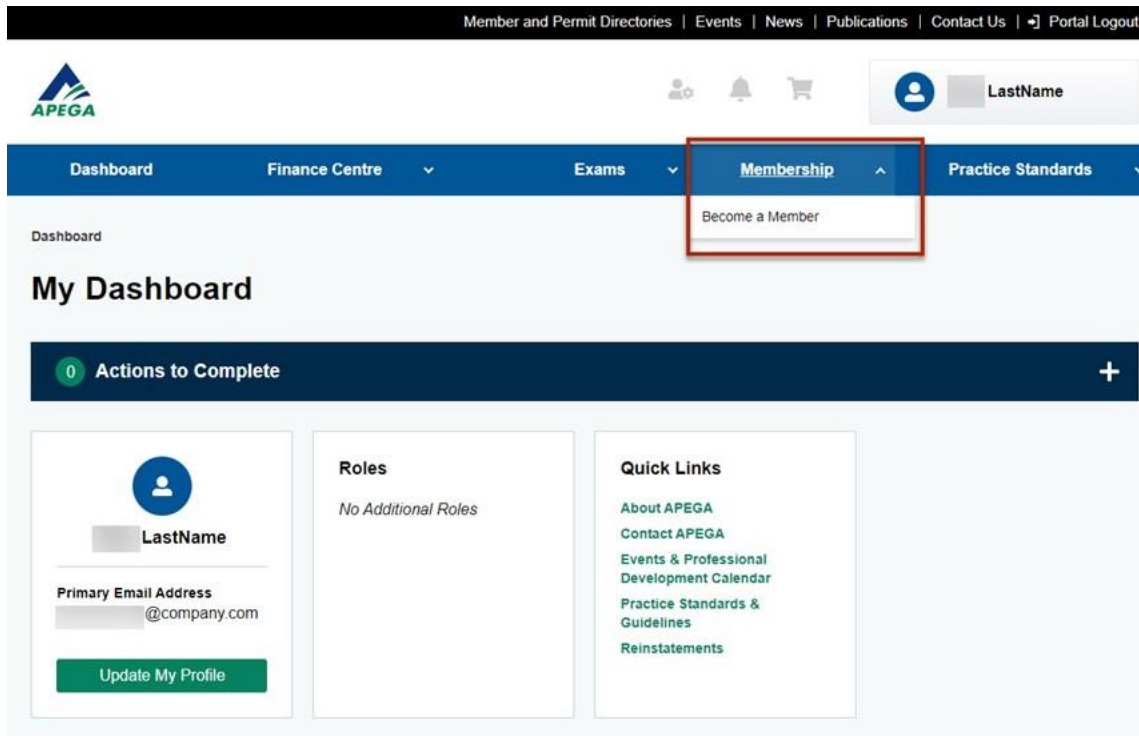 Member and Permit Directories | Events | News | Publications | Contact Us | Portal Logout
APEGA
LastName
Dashboard Finance Centre Exams Membership Practice Standards
Become a Member
Dashboard
My Dashboard
0 Actions to Complete
LastName
Primary Email Address
@company.com
Update My Profile
Roles
No Additional Roles
Quick Links
About APEGA
Contact APEGA
Events & Professional
Development Calendar
Practice Standards &
Guidelines
Reinstatements